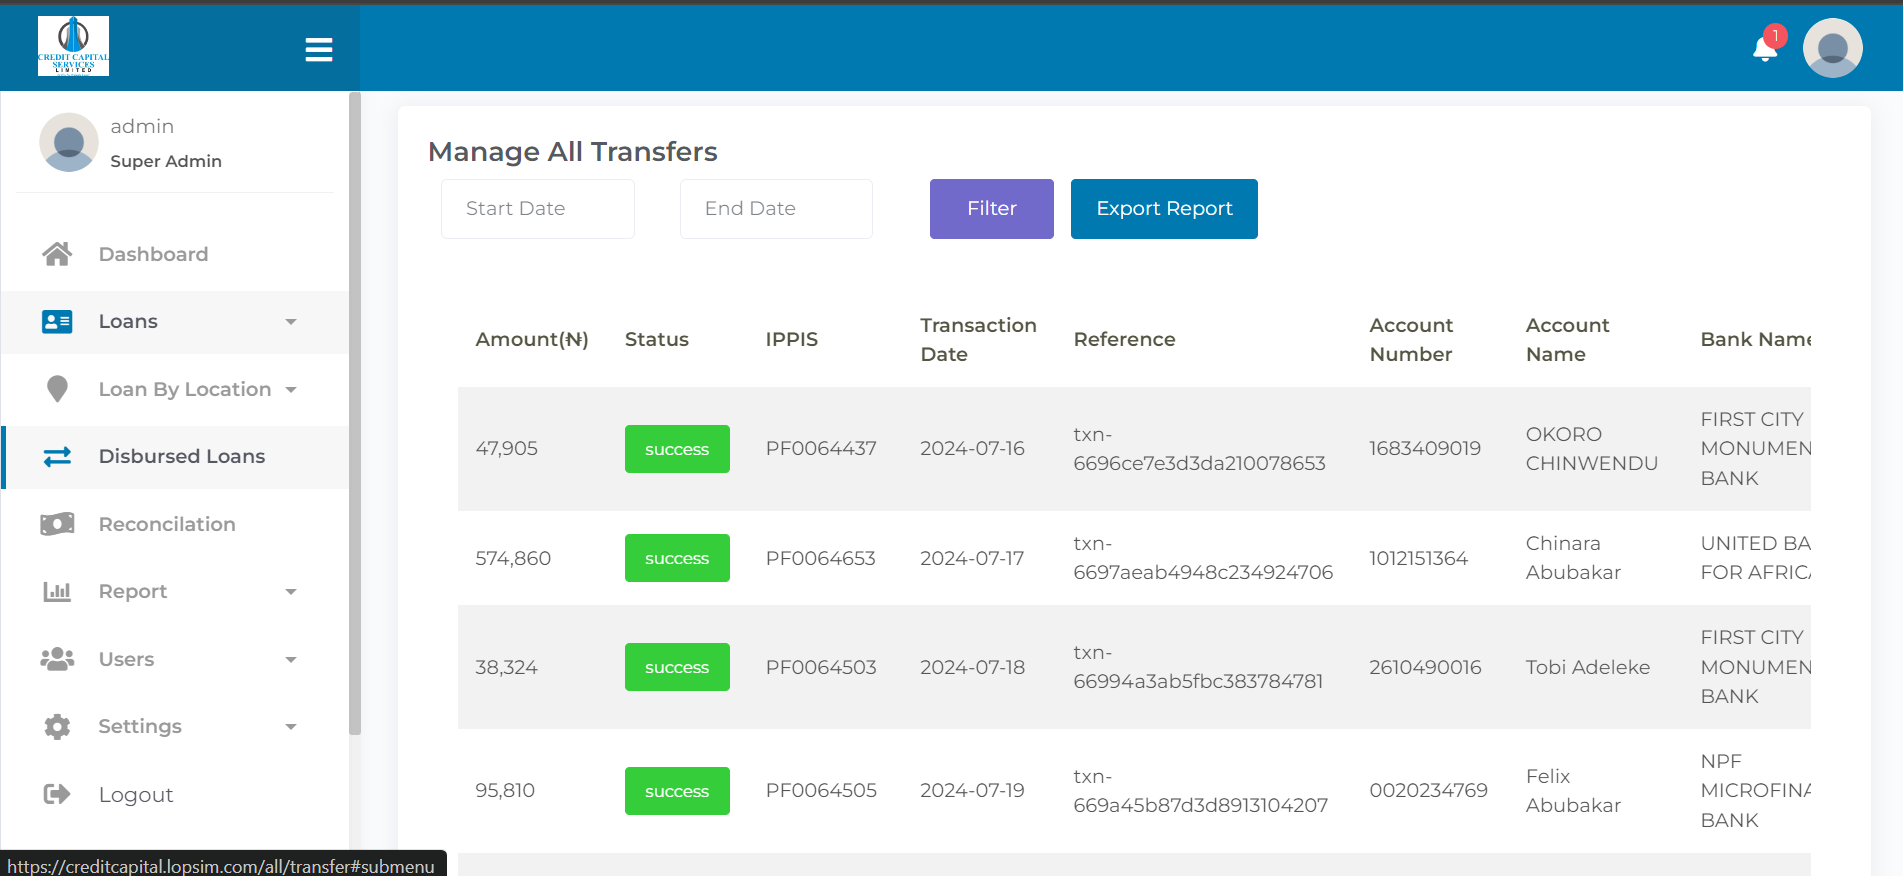 CREDIT CAPITAL
SERVICES
LIMITED
1
admin
Super Admin
Dashboard
Loans
Loan By Location
Disbursed Loans
Reconcilation
Report
Users
Settings
Logout
https://creditcapital.lopsim.com/all/transfer#submenu
Manage All Transfers
Start Date
End Date
Filter
Export Report
Amount(₦)
Status
IPPIS
Transaction
Date
Reference
Account
Number
Account
Name
Bank Name
47,905
success
PF0064437
2024-07-16
txn-
6696ce7e3d3da210078653
1683409019
OKORO
CHINWENDU
FIRST CITY
MONUMEN
BANK
574,860
success
PF0064653
2024-07-17
txn-
6697aeab4948c234924706
1012151364
Chinara
Abubakar
UNITED BA
FOR AFRICA
38,324
success
PF0064503
2024-07-18
txn-
66994a3ab5fbc383784781
2610490016
Tobi Adeleke
FIRST CITY
MONUMEN
BANK
95,810
success
PF0064505
2024-07-19
txn-
669a45b87d3d8913104207
0020234769
Felix
Abubakar
NPF
MICROFINA
BANK